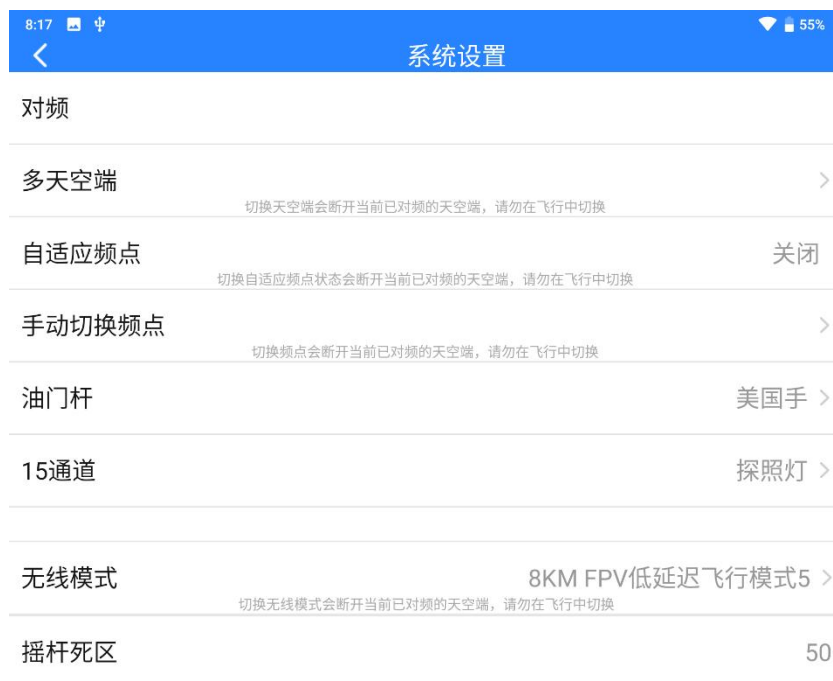 8:17 55%
系统设置
对频
多天空端
切换天空端会断开当前已对频的天空端，请勿在飞行中切换
自适应频点 关闭
切换自适应频点状态会断开当前已对频的天空端，请勿在飞行中切换
手动切换频点
切换频点会断开当前已对频的天空端，请勿在飞行中切换
油门杆 美国手
15通道 探照灯
无线模式 8KM FPV低延迟飞行模式5
切换无线模式会断开当前已对频的天空端，请勿在飞行中切换
摇杆死区 50